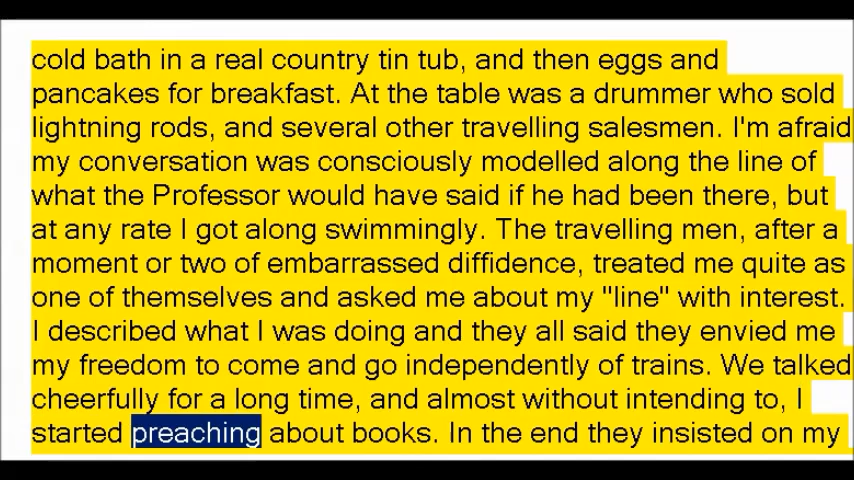 cold bath in a real country tin tub, and then eggs and
pancakes for breakfast. At the table was a drummer who sold
lightning rods, and several other travelling salesmen. I'm afraid
my conversation was consciously modelled along the line of
what the Professor would have said if he had been there, but
at any rate I got along swimmingly. The travelling men, after a
moment or two of embarrassed diffidence, treated me quite as
one of themselves and asked me about my "line" with interest.
I described what I was doing and they all said they envied me
my freedom to come and go independently of trains. We talked
cheerfully for a long time, and almost without intending to, I
started preaching about books. In the end they insisted on my